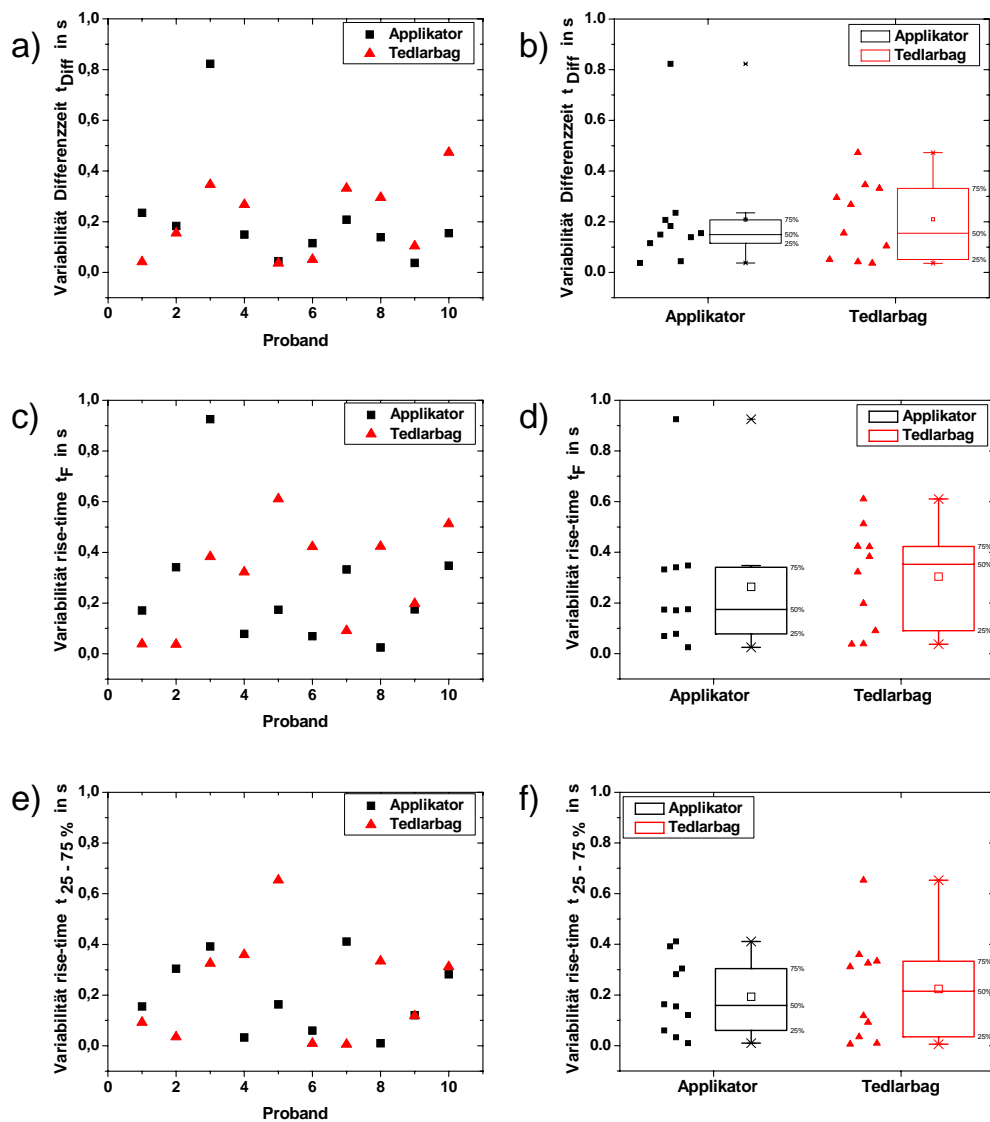 a)
Variabilität Differenzzeit tDiff in s
1,0
0,8
0,6
0,4
0,2
0,0
0 2 4 6 8 10
Proband
Applikator
Tedlarbag
b)
Variabilität Differenzzeit tDiff in s
1,0
0,8
0,6
0,4
0,2
0,0
Applikator
Tedlarbag
75%
50%
25%
75%
50%
25%
Applikator Tedlarbag
c)
Variabilität rise-time tF in s
1,0
0,8
0,6
0,4
0,2
0,0
0 2 4 6 8 10
Proband
Applikator
Tedlarbag
d)
Variabilität rise-time tF in s
1.0
0.8
0.6
0.4
0.2
0.0
Applikator
Tedlarbag
75%
50%
25%
75%
50%
25%
Applikator Tedlarbag
e)
Variabilität rise-time t25 - 75 % in s
1,0
0,8
0,6
0,4
0,2
0,0
0 2 4 6 8 10
Proband
Applikator
Tedlarbag
f)
Variabilität rise-time t25 - 75 % in s
1.0
0.8
0.6
0.4
0.2
0.0
Applikator
Tedlarbag
75%
50%
25%
75%
50%
25%
Applikator Tedlarbag